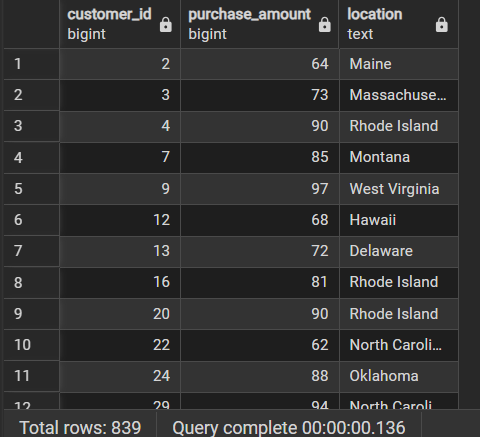 customer_id purchase_amount location
bigint bigint text
1 2 64 Maine
2 3 73 Massachuse…
3 4 90 Rhode Island
4 7 85 Montana
5 9 97 West Virginia
6 12 68 Hawaii
7 13 72 Delaware
8 16 81 Rhode Island
9 20 90 Rhode Island
10 22 62 North Caroli…
11 24 88 Oklahoma
12 29 94 North Caroli…
Total rows: 839 Query complete 00:00:00.136